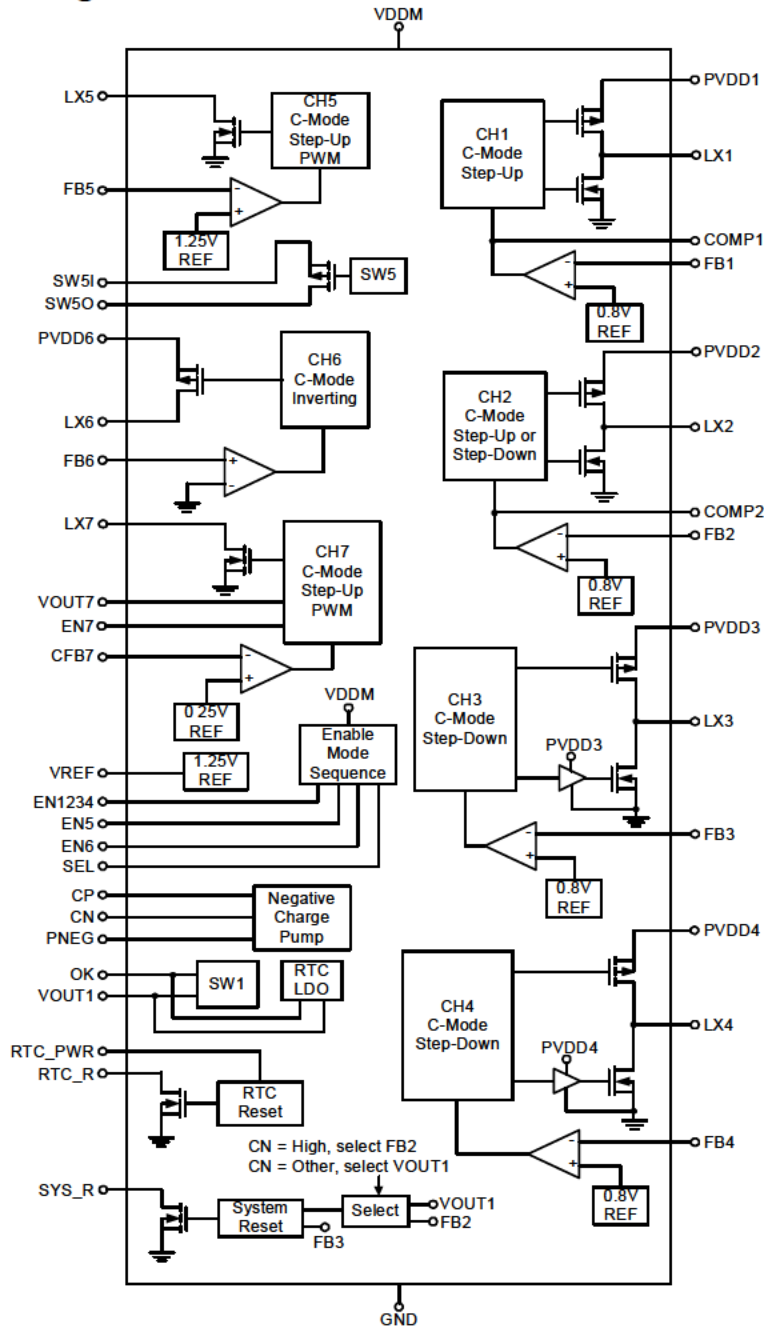 VDDM
LX5
CH5
C-Mode
Step-Up
PWM
FB5
-
+
1.25V
REF
SW5I
SW5O
SW5
PVDD6
LX6
CH6
C-Mode
Inverting
FB6
+
-
LX7
CH7
C-Mode
Step-Up
PWM
VOUT7
EN7
CFB7
-
+
0 25V
REF
VDDM
Enable
Mode
Sequence
VREF
1.25V
REF
EN1234
EN5
EN6
SEL
CP
CN
PNEG
Negative
Charge
Pump
OK
VOUT1
SW1
RTC
LDO
RTC_PWR
RTC_R
RTC
Reset
CN = High, select FB2
CN = Other, select VOUT1
SYS_R
System
Reset
Select
VOUT1
FB2
FB3
PVDD1
CH1
C-Mode
Step-Up
LX1
COMP1
FB1
-
+
0.8V
REF
PVDD2
CH2
C-Mode
Step-Up or
Step-Down
LX2
COMP2
FB2
-
+
0.8V
REF
PVDD3
CH3
C-Mode
Step-Down
LX3
PVDD3
FB3
-
+
0.8V
REF
PVDD4
CH4
C-Mode
Step-Down
LX4
PVDD4
FB4
-
+
0.8V
REF
GND